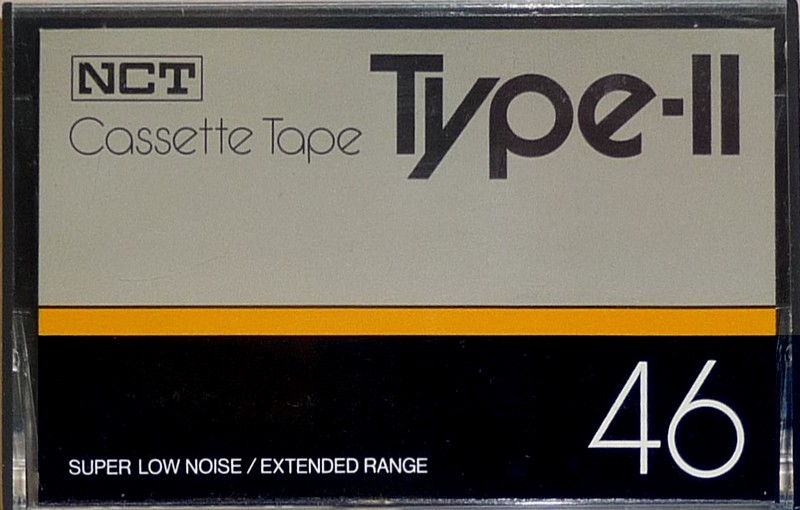 NCT
Cassette Tape
Type-II
46
SUPER LOW NOISE / EXTENDED RANGE